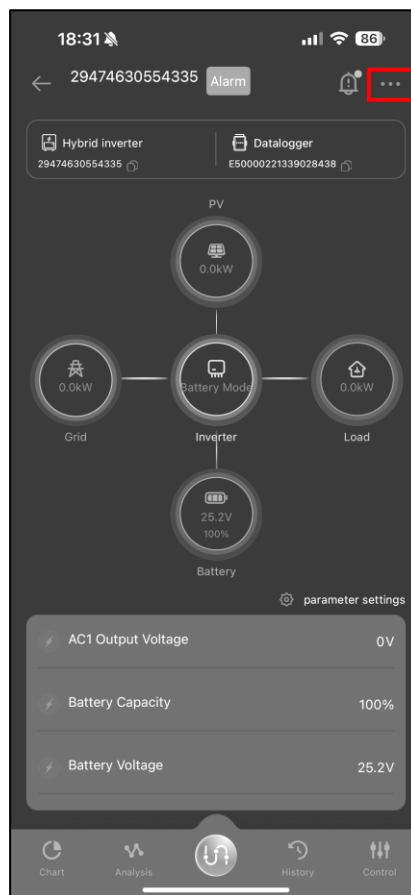 18:31
86
29474630554335 Alarm
Hybrid inverter
29474630554335
Datalogger
E50000221339028438
PV
0.0kW
0.0kW
Battery Mode
0.0kW
Grid
Inverter
Load
25.2V
100%
Battery
parameter settings
AC1 Output Voltage 0V
Battery Capacity 100%
Battery Voltage 25.2V
Chart
Analysis
History
Control